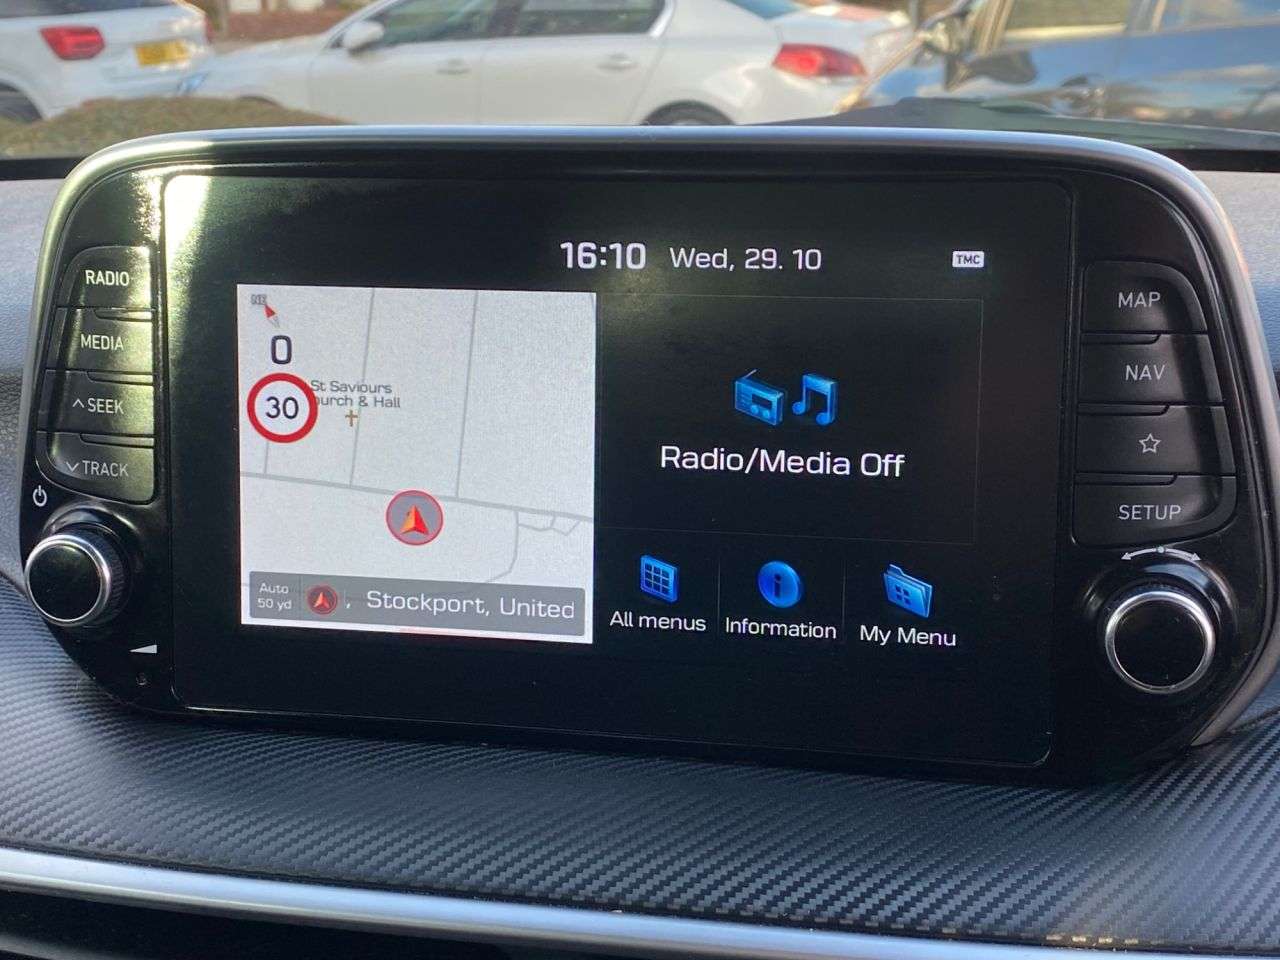 16:10 Wed, 29. 10
TMC
RADIO
MEDIA
SEEK
TRACK
NE
0
30
St Saviours
urch & Hall
Auto
50 yd
, Stockport, United
Radio/Media Off
All menus
Information
My Menu
MAP
NAV
SETUP